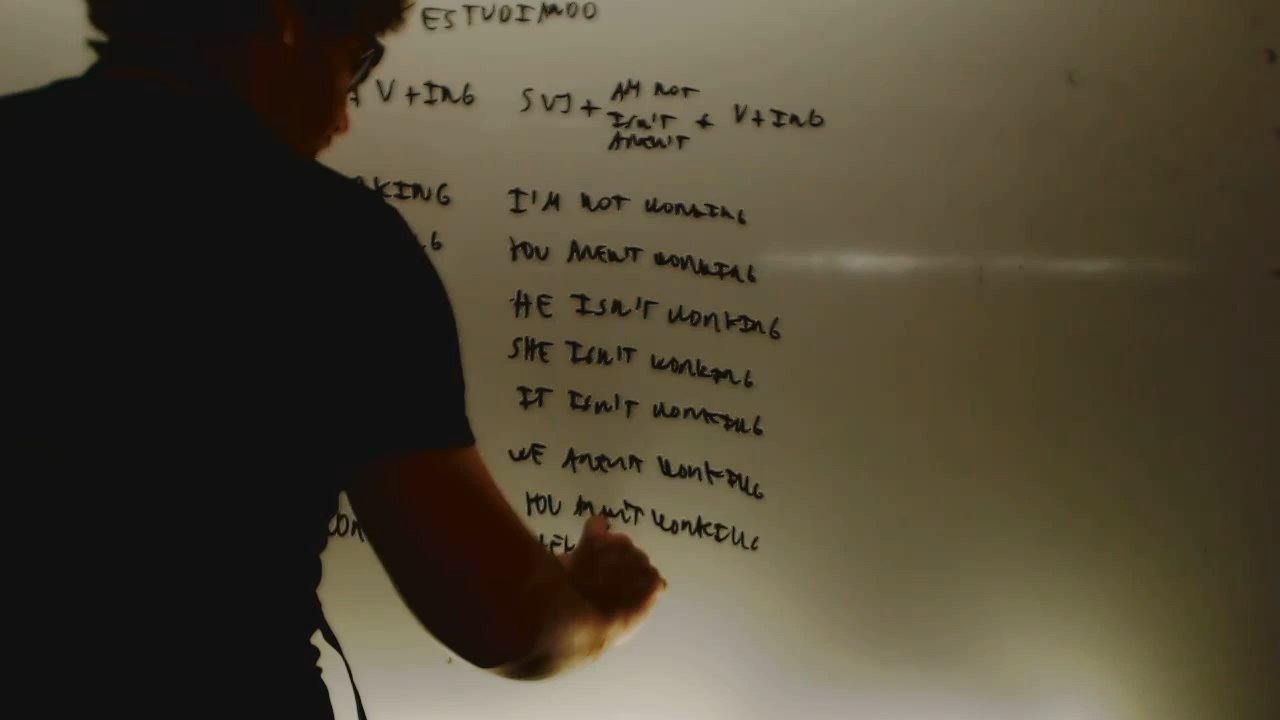 ESTUDIANDO
V+ING
SUJ + AM NOT
ISN'T + V+ING
AREN'T
KING
I'M NOT WORKING
YOU AREN'T WORKING
HE ISN'T WORKING
SHE ISN'T WORKING
IT ISN'T WORKING
WE AREN'T WORKING
YOU AREN'T WORKING